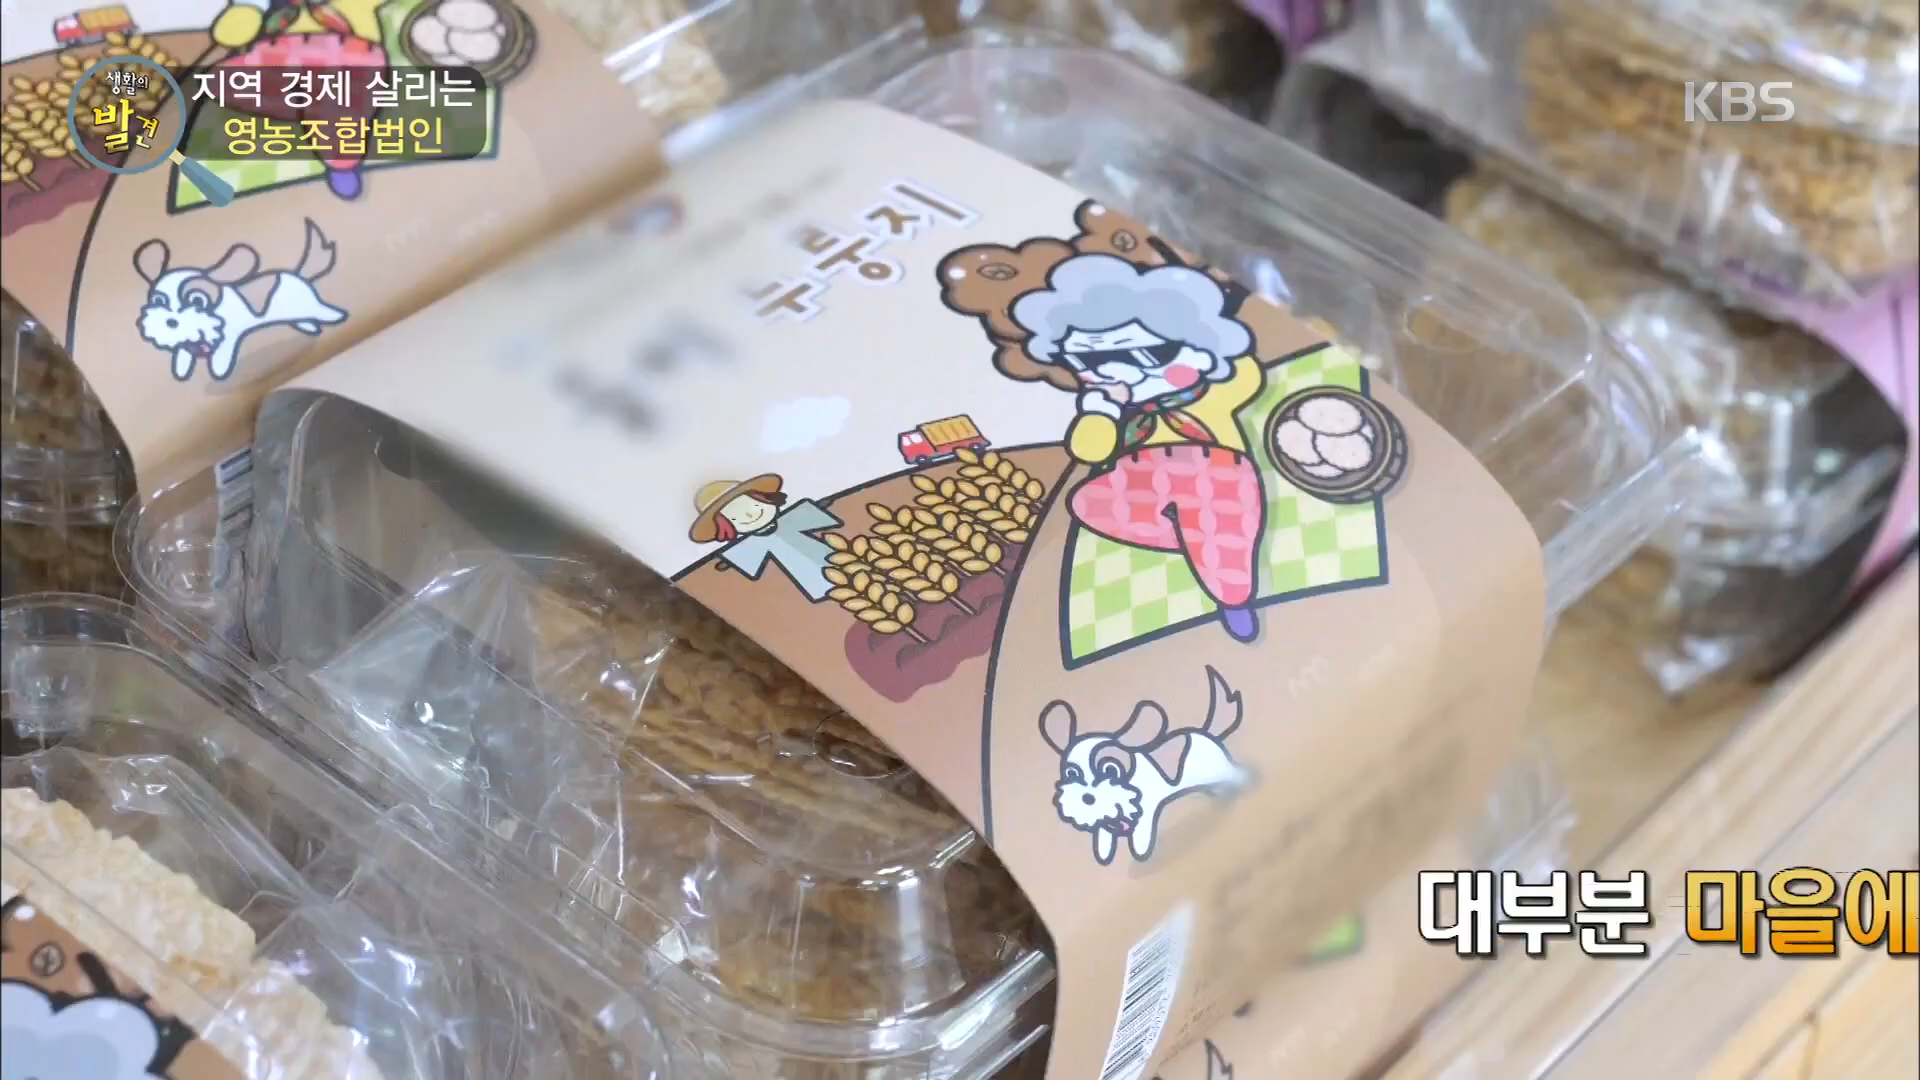 생활의
발견
지역 경제 살리는
영농조합법인
KBS
누룽지
대부분 마을에